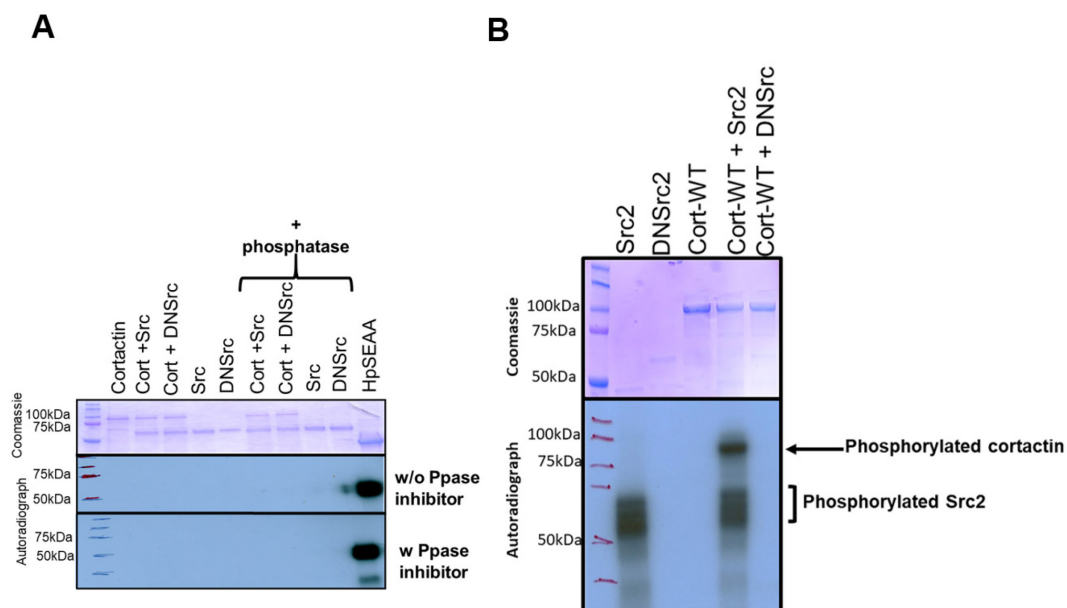 A
+
phosphatase
Cortactin
Cort +Src
Cort + DNSrc
Src
DNSrc
Cort +Src
Cort + DNSrc
Src
DNSrc
HpSEAA
Coomassie
100kDa
75kDa
Autoradiograph
75kDa
50kDa
w/o Ppase
inhibitor
75kDa
50kDa
w Ppase
inhibitor
B
Src2
DNSrc2
Cort-WT
Cort-WT + Src2
Cort-WT + DNSrc
Coomassie
100kDa
75kDa
50kDa
Autoradiograph
100kDa
75kDa
50kDa
Phosphorylated cortactin
Phosphorylated Src2